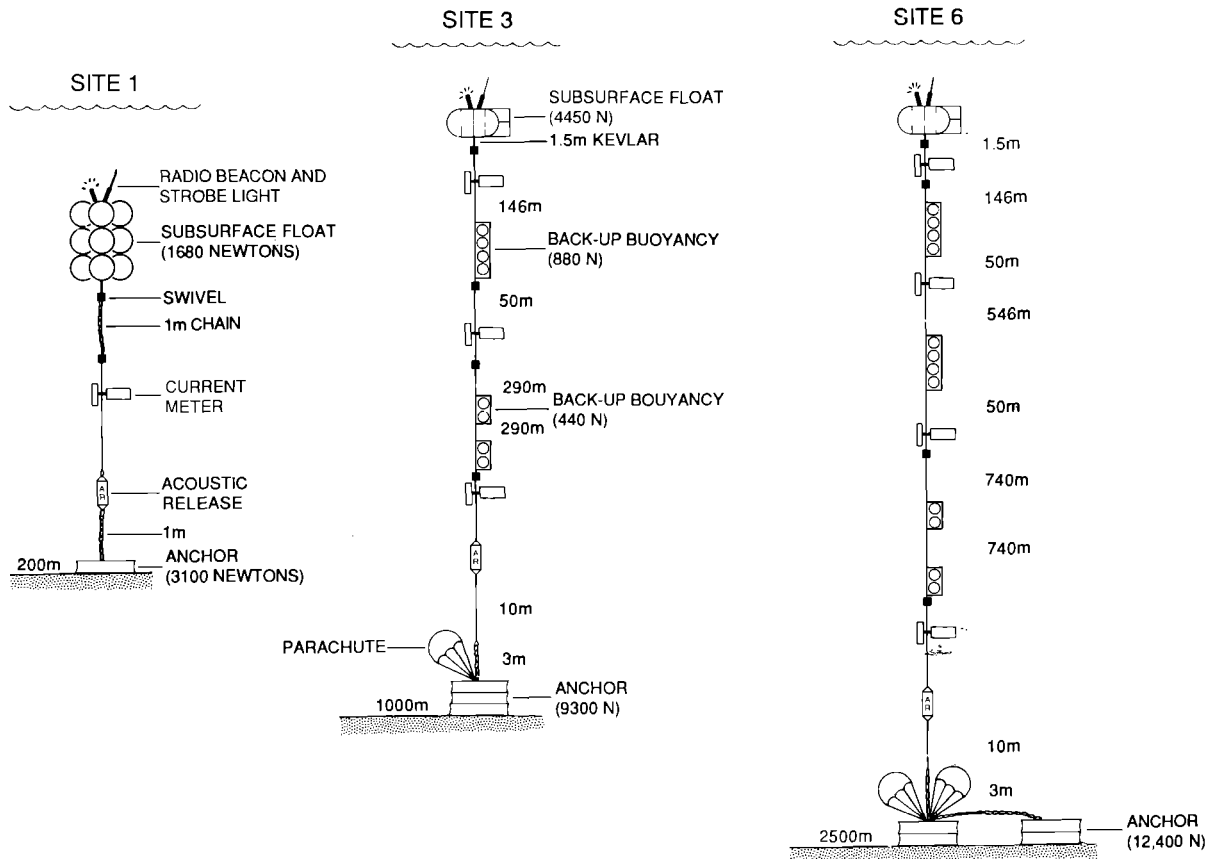 SITE 1
RADIO BEACON AND
STROBE LIGHT
SUBSURFACE FLOAT
(1680 NEWTONS)
SWIVEL
1m CHAIN
CURRENT
METER
AR
ACOUSTIC
RELEASE
1m
200m
ANCHOR
(3100 NEWTONS)
SITE 3
SUBSURFACE FLOAT
(4450 N)
1.5m KEVLAR
146m
BACK-UP BUOYANCY
(880 N)
50m
290m
BACK-UP BOUYANCY
(440 N)
290m
AR
10m
PARACHUTE
3m
1000m
ANCHOR
(9300 N)
SITE 6
1.5m
146m
50m
546m
50m
740m
740m
AR
10m
3m
2500m
ANCHOR
(12,400 N)